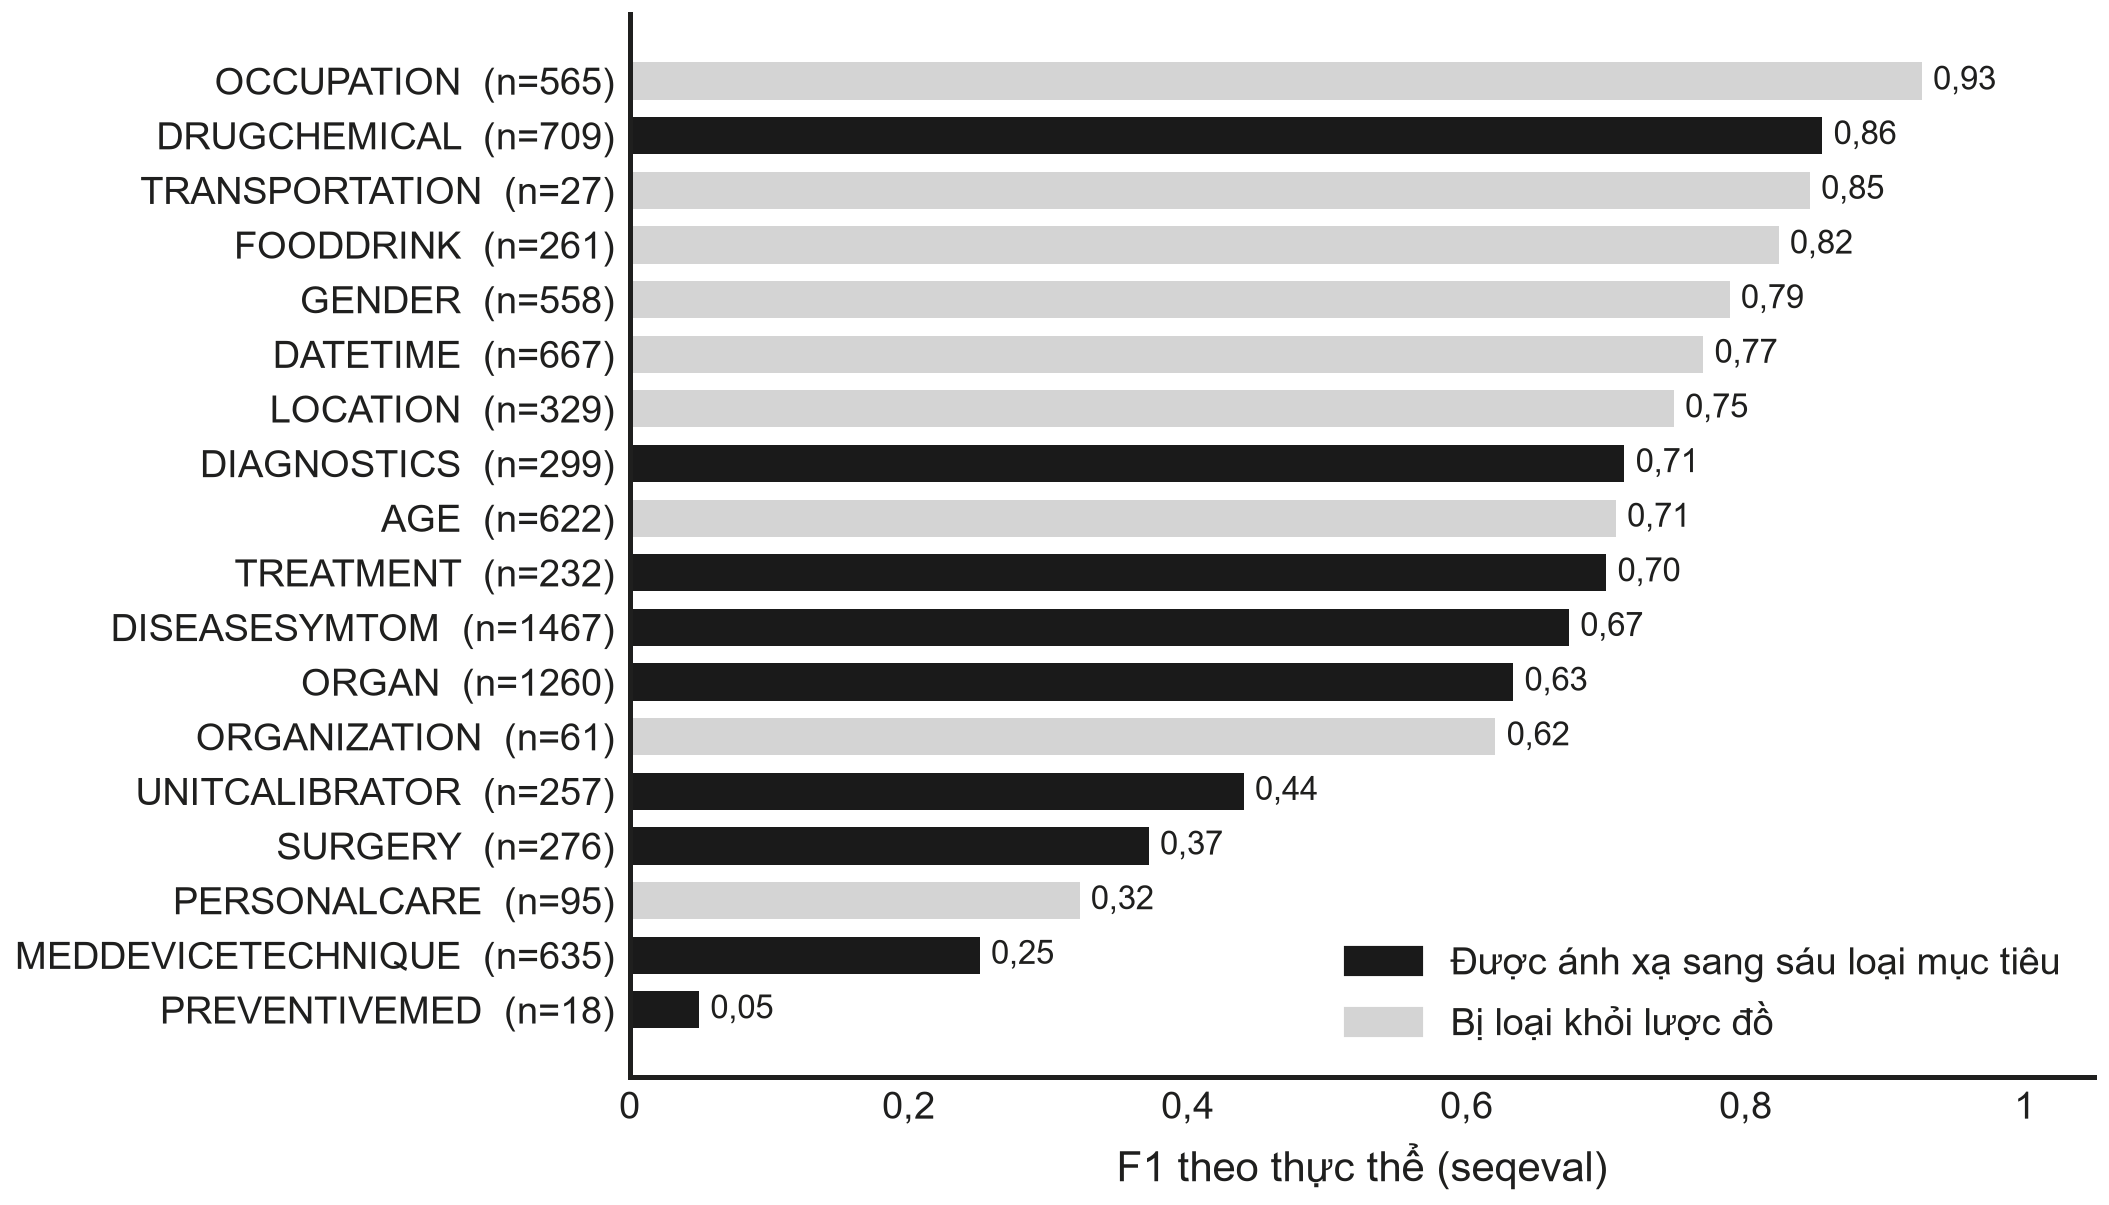 OCCUPATION (n=565) 0,93
DRUGCHEMICAL (n=709) 0,86
TRANSPORTATION (n=27) 0,85
FOODDRINK (n=261) 0,82
GENDER (n=558) 0,79
DATETIME (n=667) 0,77
LOCATION (n=329) 0,75
DIAGNOSTICS (n=299) 0,71
AGE (n=622) 0,71
TREATMENT (n=232) 0,70
DISEASESYMTOM (n=1467) 0,67
ORGAN (n=1260) 0,63
ORGANIZATION (n=61) 0,62
UNITCALIBRATOR (n=257) 0,44
SURGERY (n=276) 0,37
PERSONALCARE (n=95) 0,32
MEDDEVICETECHNIQUE (n=635) 0,25
PREVENTIVEMED (n=18) 0,05
Được ánh xạ sang sáu loại mục tiêu
Bị loại khỏi lược đồ
0 0,2 0,4 0,6 0,8 1
F1 theo thực thể (seqeval)